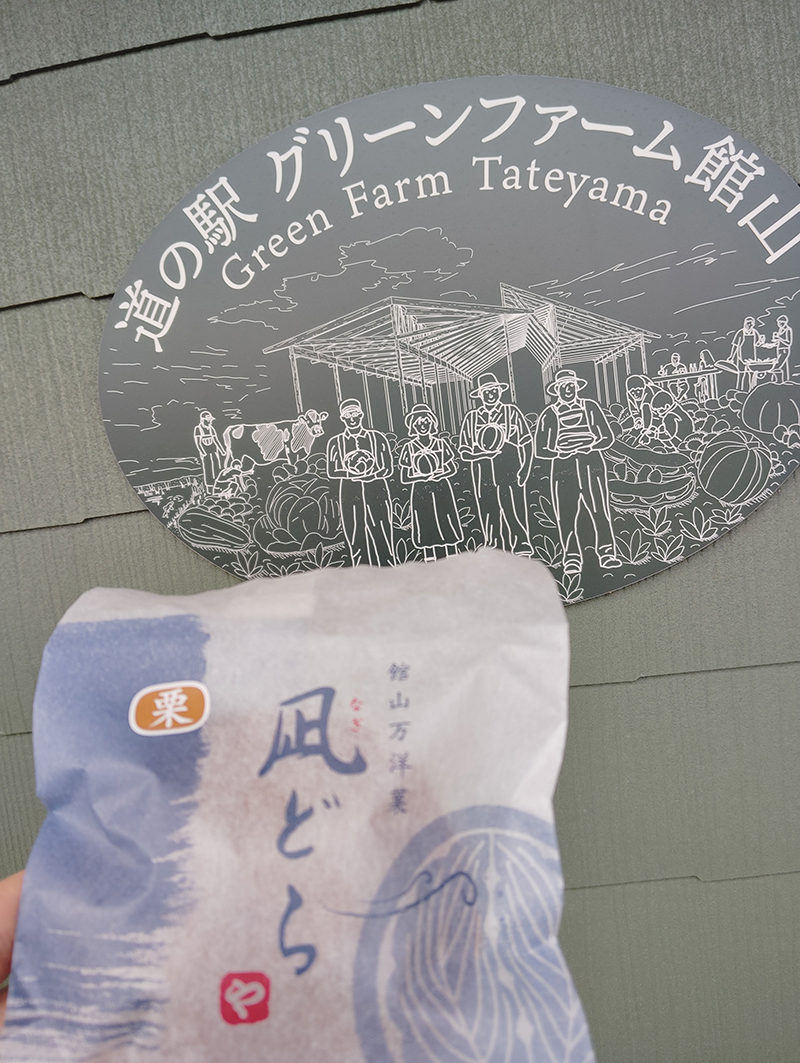 道の駅 グリーンファーム館山
Green Farm Tateyama
栗
館山万洋菓
凪どら
なぎ
や